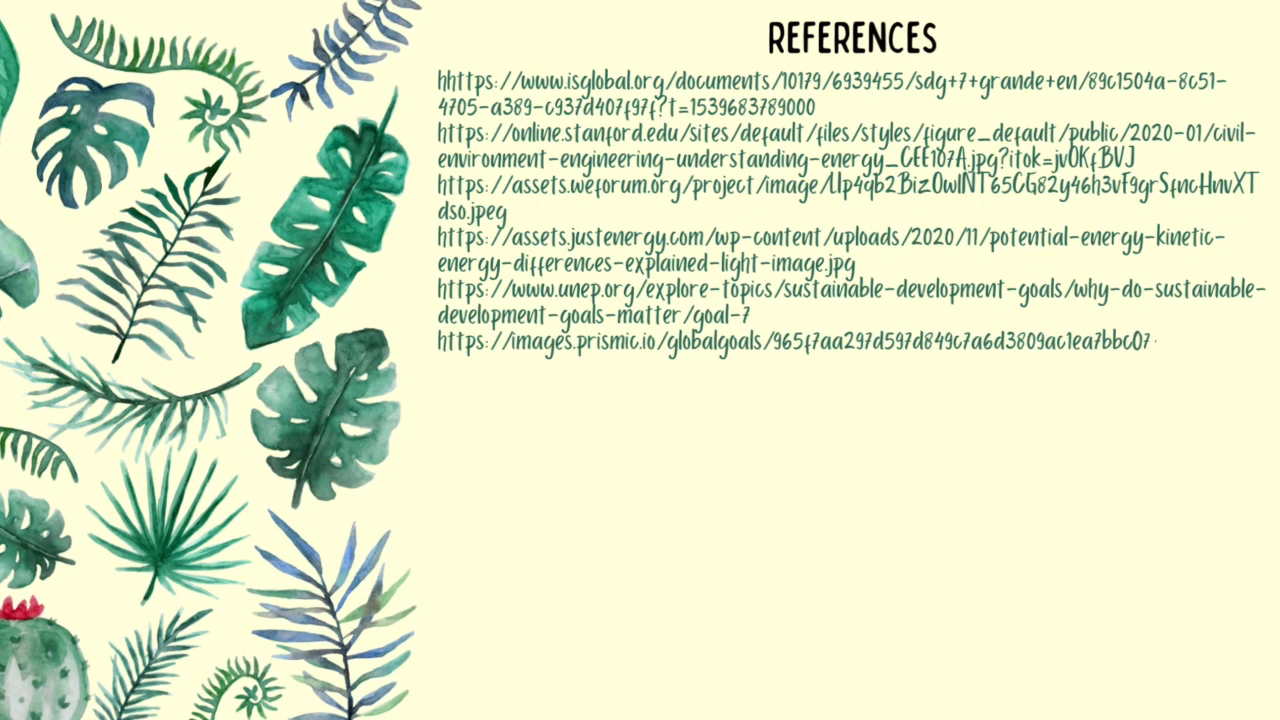 REFERENCES
hhttps://www.isglobal.org/documents/10179/6939455/sdg+7+grande+en/89c1504a-8c51-
4705-a389-c937d407f97f?t=1539683789000
https://online.stanford.edu/sites/default/files/styles/figure_default/public/2020-01/civil-
environment-engineering-understanding-energy_CEE107A.jpg?itok=jvOKfBVJ
https://assets.weforum.org/project/image/Llp4qb2BizOwlNT65CG82y46h3vF9grSfncHnvXT
dso.jpeg
https://assets.justenergy.com/wp-content/uploads/2020/11/potential-energy-kinetic-
energy-differences-explained-light-image.jpg
https://www.unep.org/explore-topics/sustainable-development-goals/why-do-sustainable-
development-goals-matter/goal-7
https://images.prismic.io/globalgoals/965f7aa297d597d849c7a6d3809ac1ea7bbc07